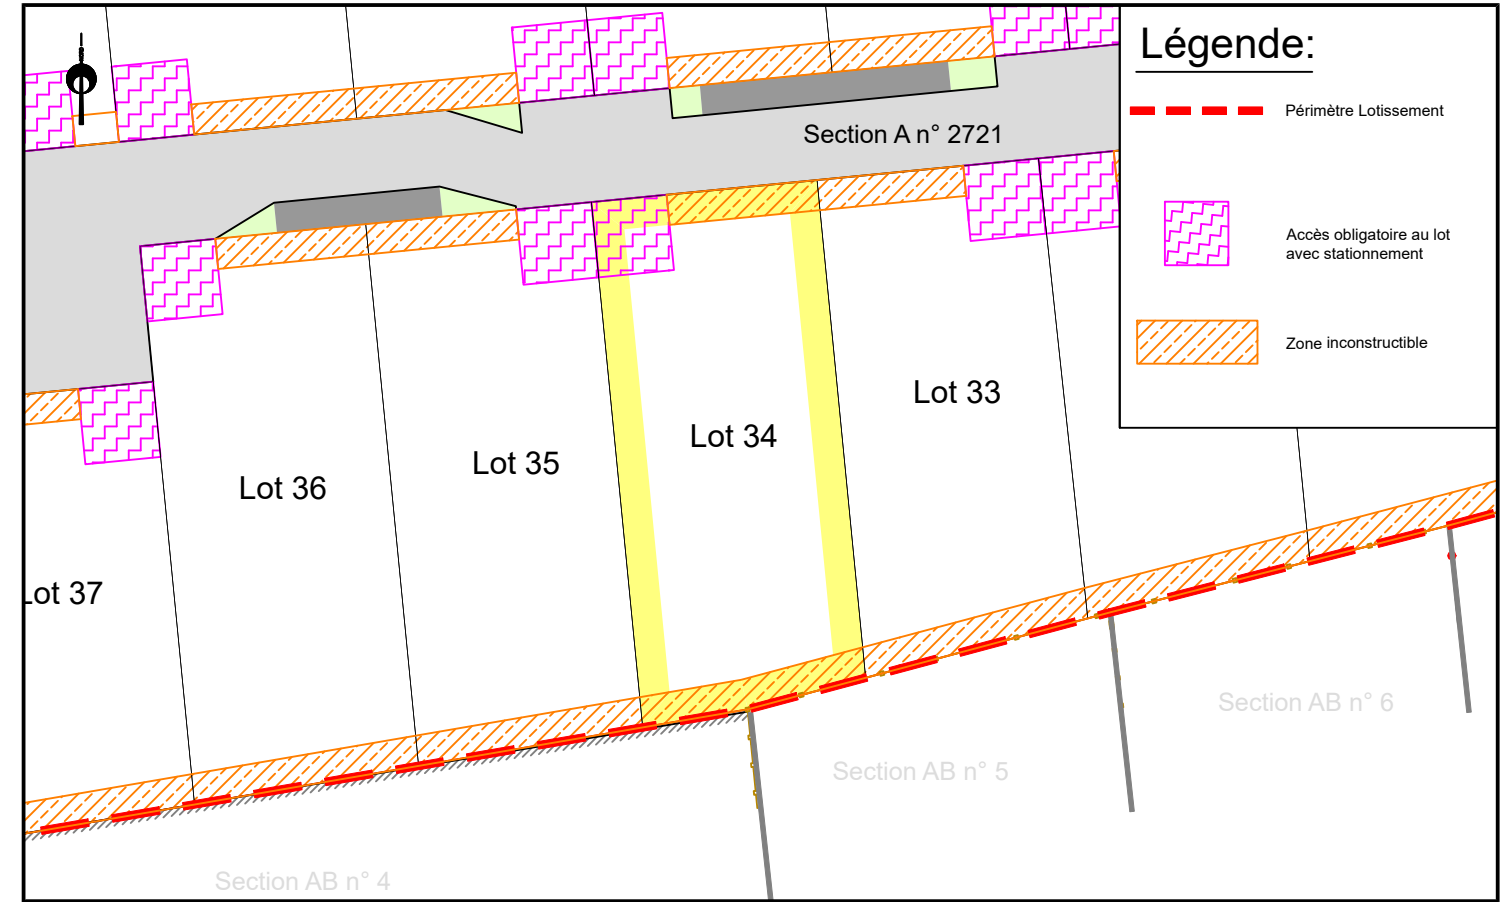 Légende:
Périmètre Lotissement
Section A n° 2721
Accès obligatoire au lot
avec stationnement
Zone inconstructible
Lot 33
Lot 34
Lot 35
Lot 36
Lot 37
Section AB n° 6
Section AB n° 5
Section AB n° 4